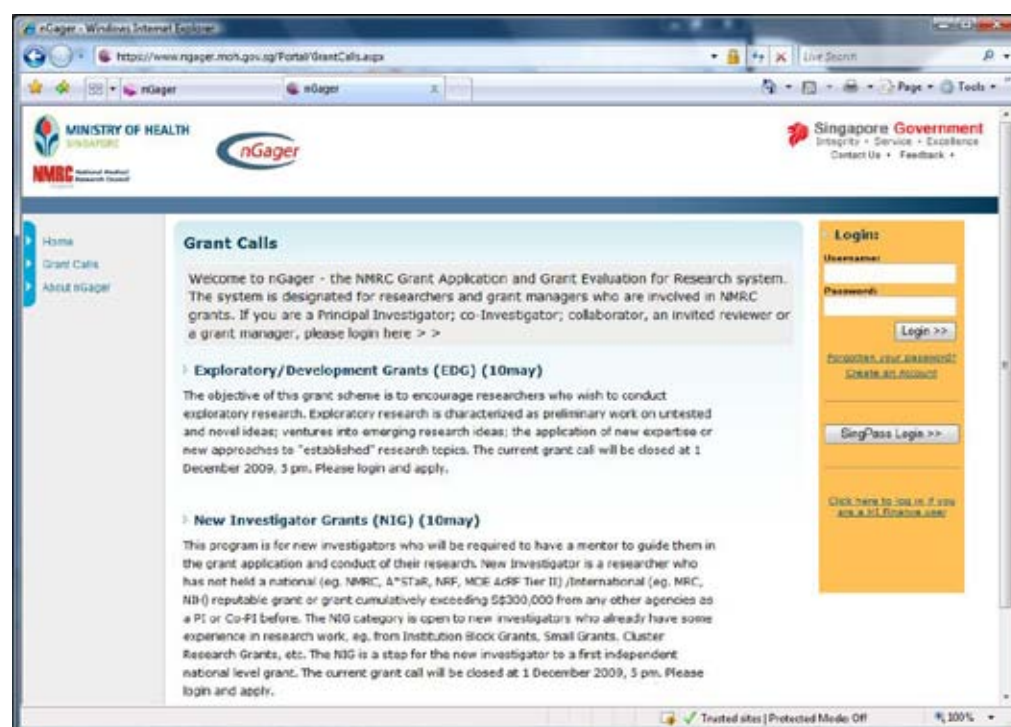 nGager - Windows Internet Explorer
https://www.ngager.moh.gov.sg/Portal/GrantCalls.aspx
Live Search
nGager
nGager
Page
Tools
MINISTRY OF HEALTH
SINGAPORE
nGager
NMRC National Medical
Research Council
Singapore Government
Integrity • Service • Excellence
Contact Us • Feedback •
Home
Grant Calls
About nGager
Grant Calls
Welcome to nGager - the NMRC Grant Application and Grant Evaluation for Research system.
The system is designated for researchers and grant managers who are involved in NMRC
grants. If you are a Principal Investigator; co-Investigator; collaborator, an invited reviewer or
a grant manager, please login here > >
Exploratory/Development Grants (EDG) (10may)
The objective of this grant scheme is to encourage researchers who wish to conduct
exploratory research. Exploratory research is characterized as preliminary work on untested
and novel ideas; ventures into emerging research ideas; the application of new expertise or
new approaches to "established" research topics. The current grant call will be closed at 1
December 2009, 5 pm. Please login and apply.
New Investigator Grants (NIG) (10may)
This program is for new investigators who will be required to have a mentor to guide them in
the grant application and conduct of their research. New Investigator is a researcher who
has not held a national (eg. NMRC, A*STaR, NRF, MOE AcRF Tier II) /International (eg. MRC,
NIH) reputable grant or grant cumulatively exceeding S$300,000 from any other agencies as
a PI or Co-PI before. The NIG category is open to new investigators who already have some
experience in research work, eg. from Institution Block Grants, Small Grants, Cluster
Research Grants, etc. The NIG is a step for the new investigator to a first independent
national level grant. The current grant call will be closed at 1 December 2009, 5 pm. Please
login and apply.
Login:
Username:
Password:
Login >>
Forgotten your password?
Create an Account
SingPass Login >>
Click here to log in if you
are a HI Finance user
Trusted sites | Protected Mode: Off
100%